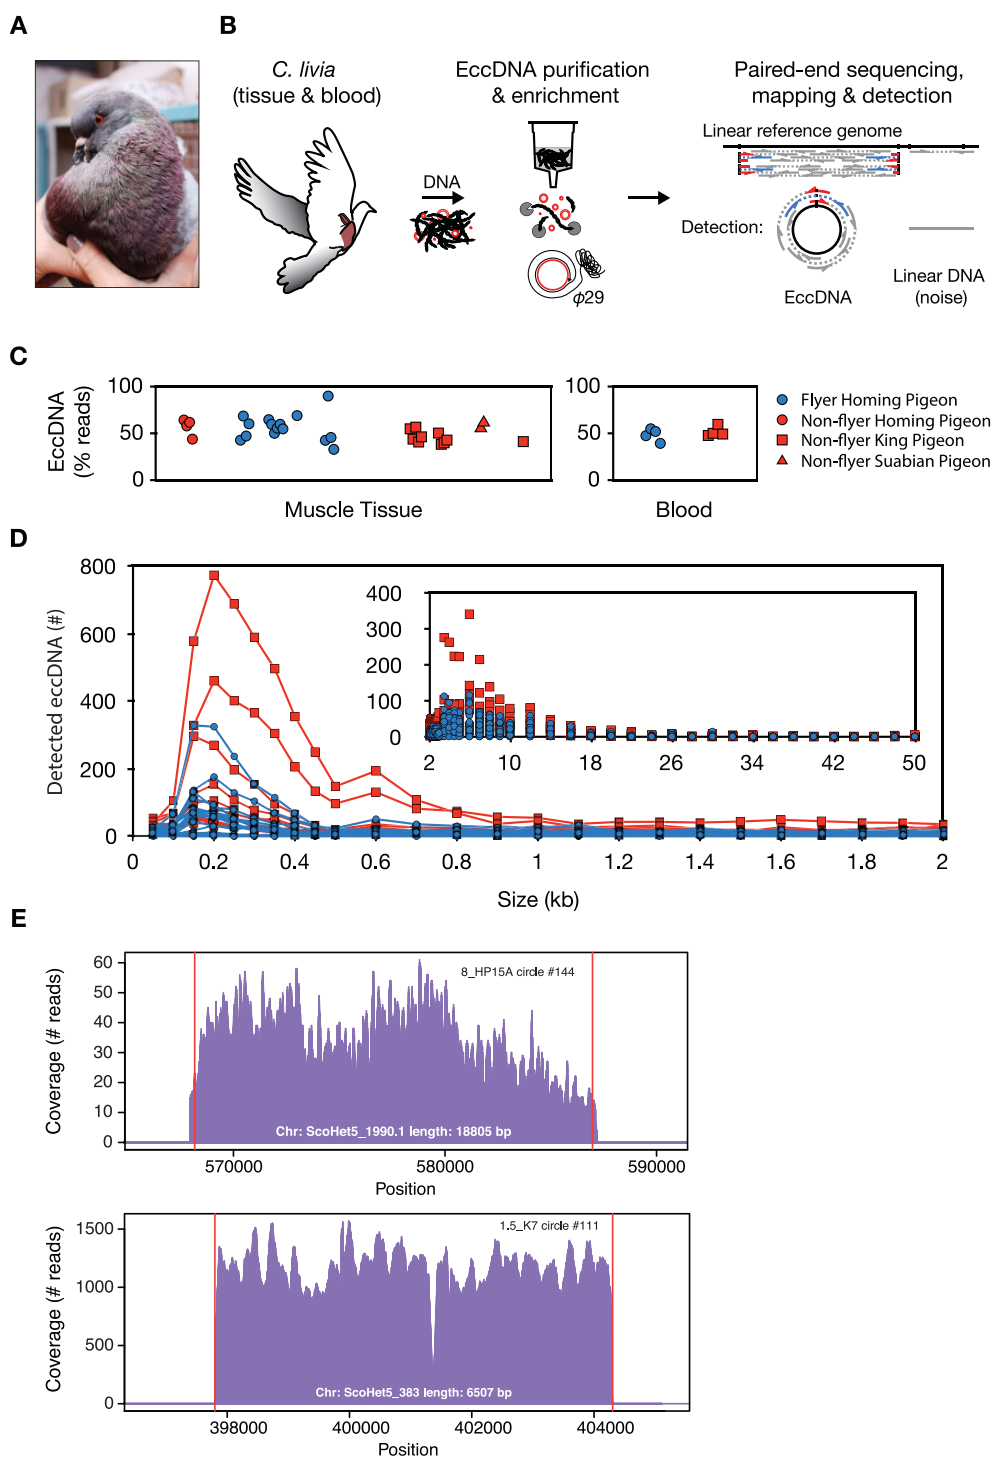 A
B
C. livia
(tissue & blood)
EccDNA purification
& enrichment
Paired-end sequencing,
mapping & detection
Linear reference genome
DNA
Detection:
ϕ29
EccDNA
Linear DNA
(noise)
C
EccDNA
(% reads)
100
50
0
Muscle Tissue
100
50
0
Blood
Flyer Homing Pigeon
Non-flyer Homing Pigeon
Non-flyer King Pigeon
Non-flyer Suabian Pigeon
D
Detected eccDNA (#)
800
600
400
200
0
0 0.2 0.4 0.6 0.8 1 1.2 1.4 1.6 1.8 2
Size (kb)
400
300
200
100
0
2 10 18 26 34 42 50
E
Coverage (# reads)
60
50
40
30
20
10
0
8_HP15A circle #144
Chr: ScoHet5_1990.1 length: 18805 bp
570000 580000 590000
Position
Coverage (# reads)
1500
1000
500
0
1.5_K7 circle #111
Chr: ScoHet5_383 length: 6507 bp
398000 400000 402000 404000
Position